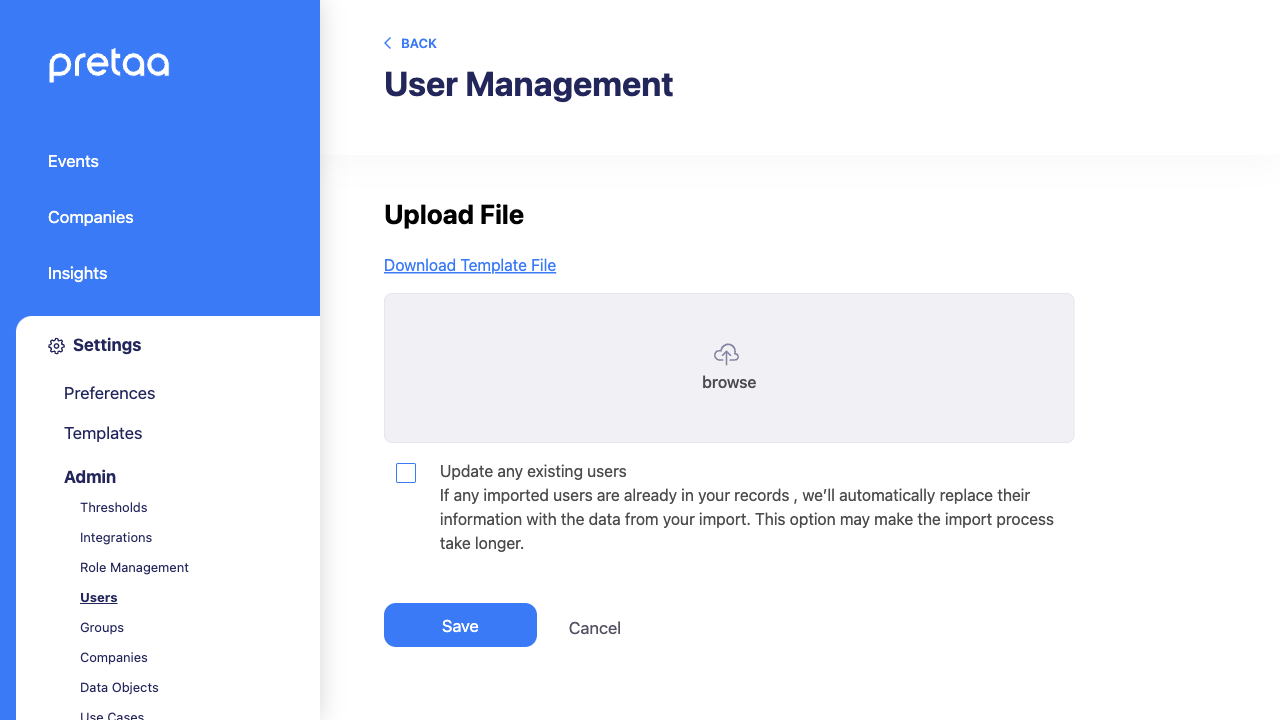 pretaa
Events
Companies
Insights
Settings
Preferences
Templates
Admin
Thresholds
Integrations
Role Management
Users
Groups
Companies
Data Objects
Use Cases
BACK
User Management
Upload File
Download Template File
browse
Update any existing users
If any imported users are already in your records , we’ll automatically replace their
information with the data from your import. This option may make the import process
take longer.
Save
Cancel